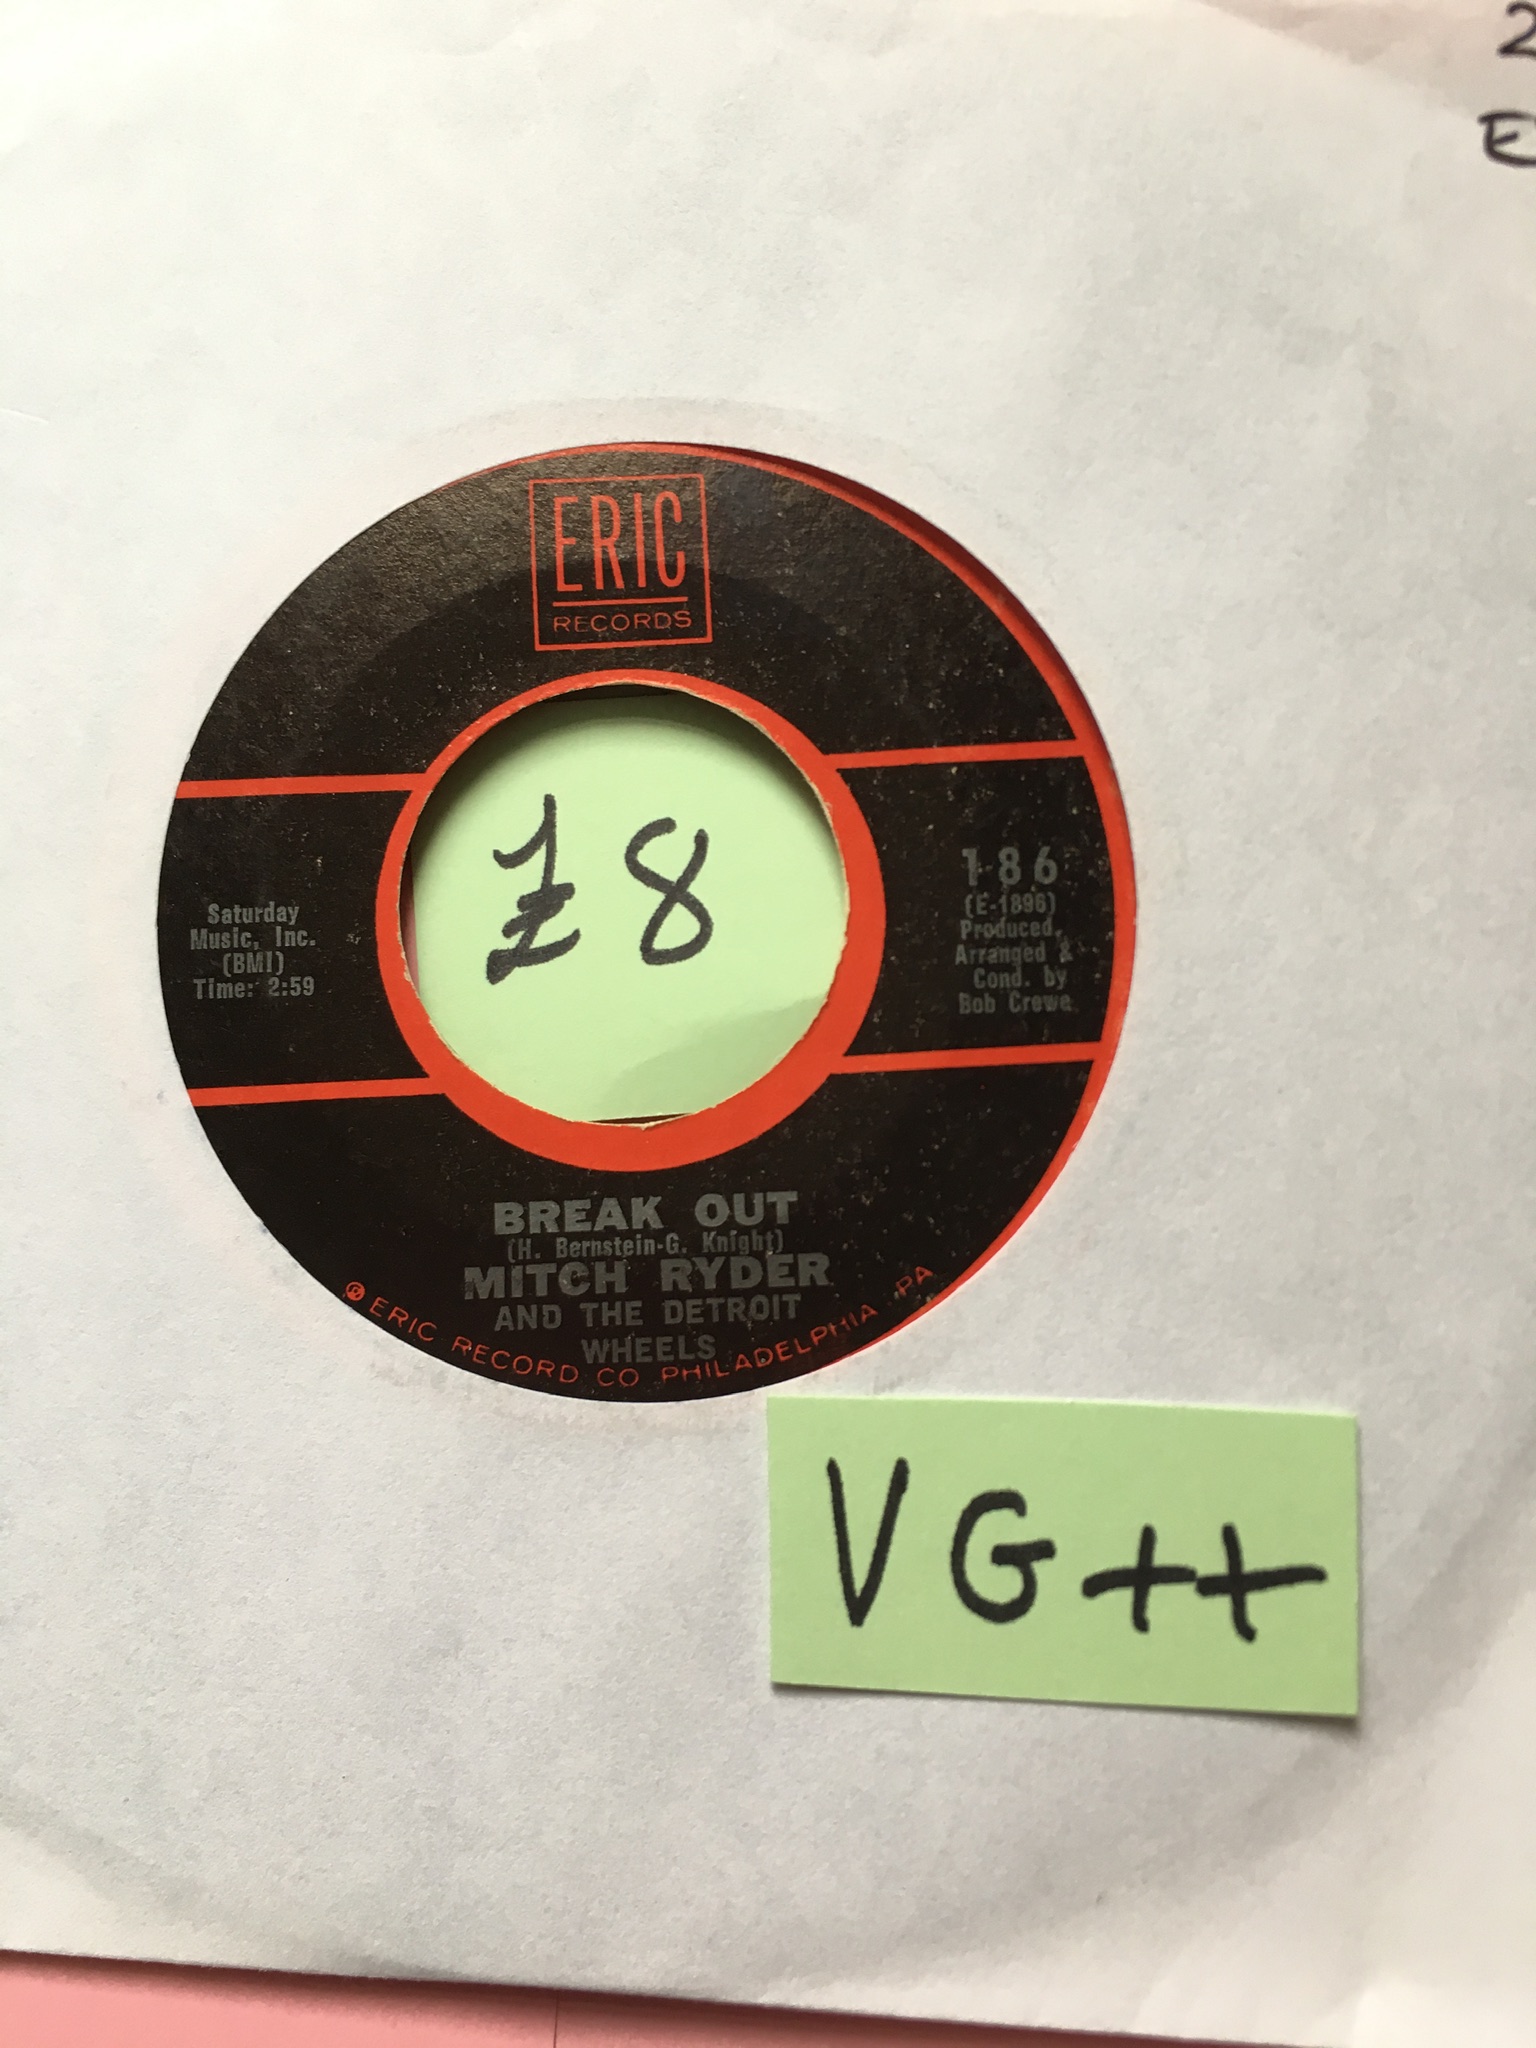 2
E
ERIC
RECORDS
£8
Saturday
Music, Inc.
(BMI)
Time: 2:59
186
(E-1896)
Produced,
Arranged &
Cond. by
Bob Crewe
BREAK OUT
(H. Bernstein-G. Knight)
MITCH RYDER
AND THE DETROIT
WHEELS
℗ ERIC RECORD CO PHILADELPHIA PA
VG++